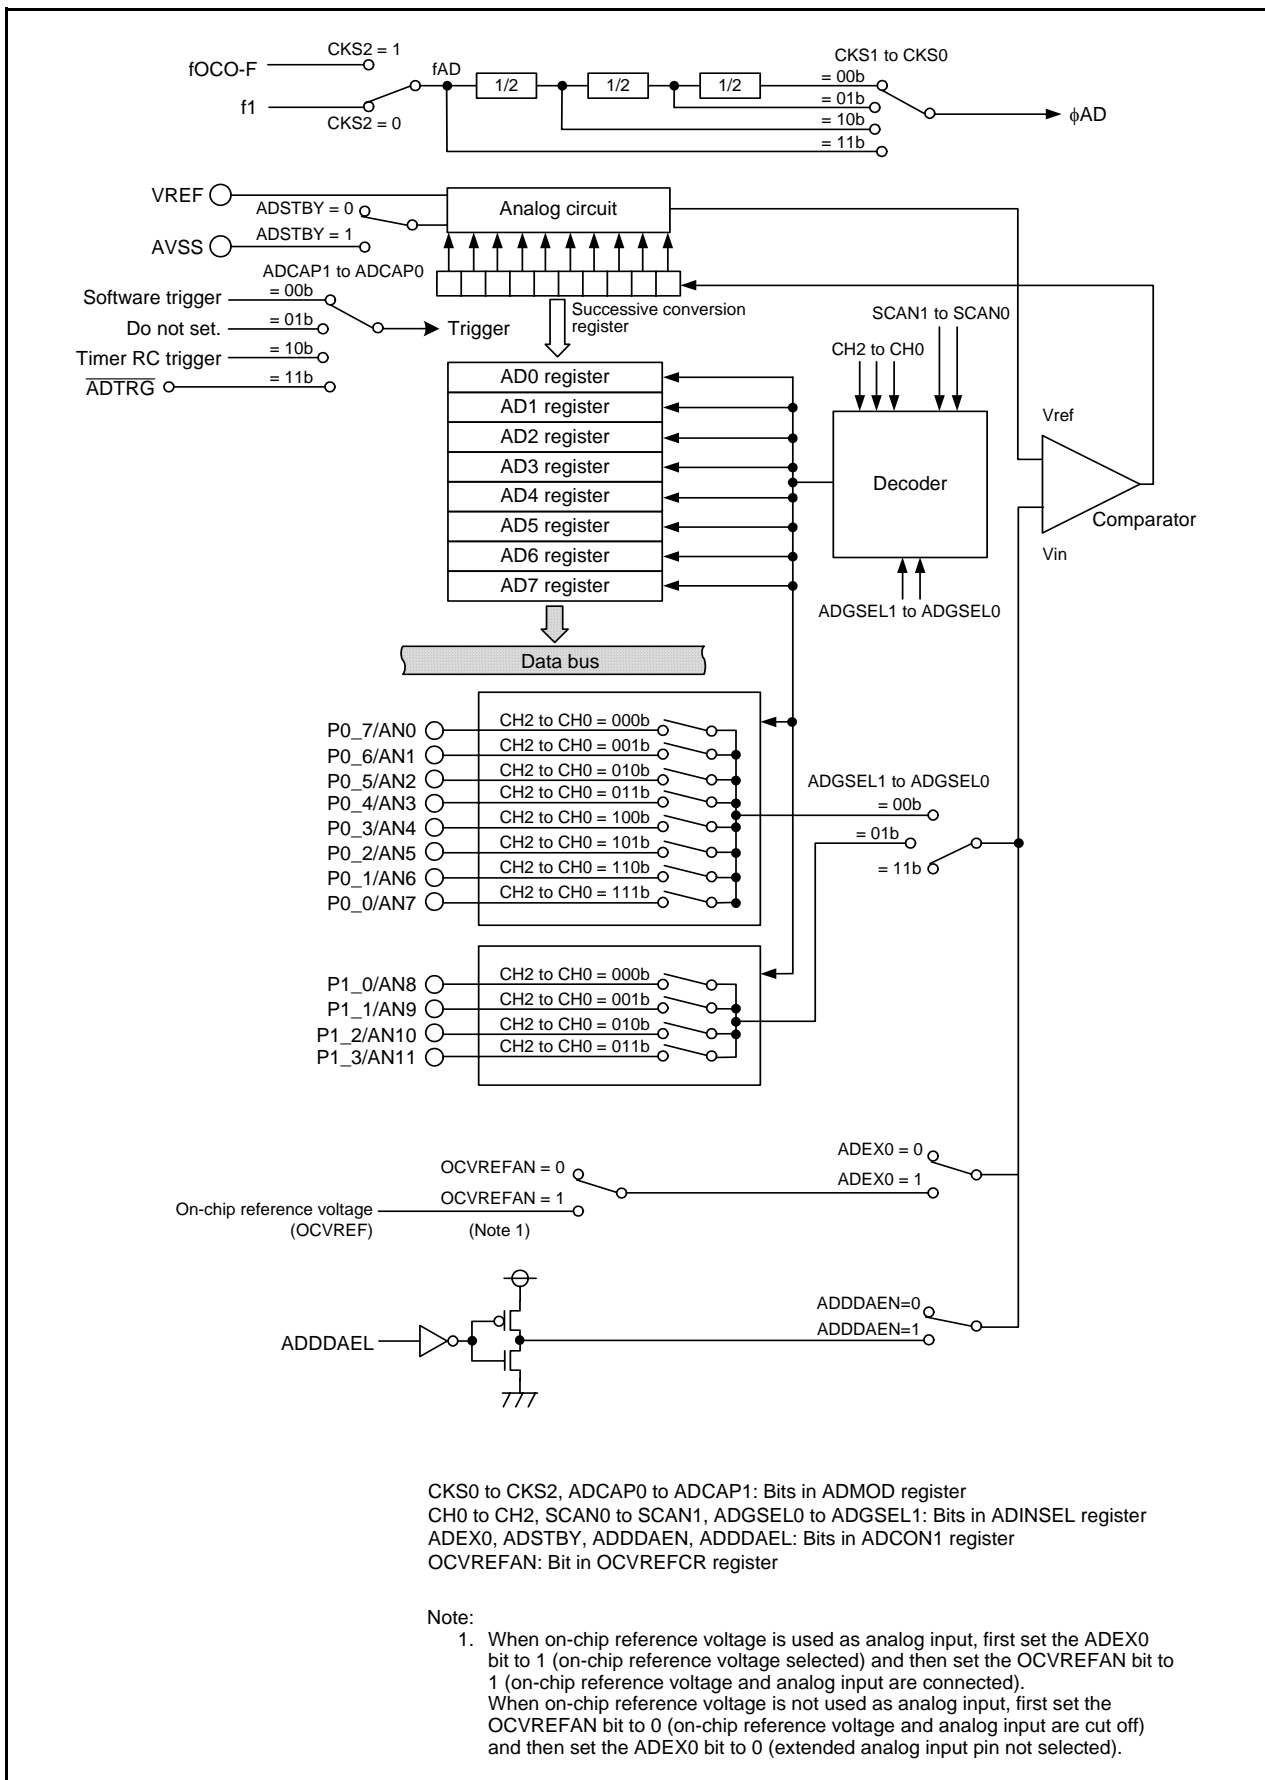 CKS2 = 1
fOCO-F
f1
CKS2 = 0
fAD
1/2
1/2
1/2
CKS1 to CKS0
= 00b
= 01b
= 10b
= 11b
ϕAD
VREF
AVSS
ADSTBY = 0
ADSTBY = 1
Analog circuit
ADCAP1 to ADCAP0
Software trigger
= 00b
Do not set.
= 01b
Timer RC trigger
= 10b
ADTRG
= 11b
Trigger
Successive conversion
register
SCAN1 to SCAN0
CH2 to CH0
AD0 register
AD1 register
AD2 register
AD3 register
AD4 register
AD5 register
AD6 register
AD7 register
Decoder
Vref
Comparator
Vin
ADGSEL1 to ADGSEL0
Data bus
P0_7/AN0
CH2 to CH0 = 000b
P0_6/AN1
CH2 to CH0 = 001b
P0_5/AN2
CH2 to CH0 = 010b
P0_4/AN3
CH2 to CH0 = 011b
P0_3/AN4
CH2 to CH0 = 100b
P0_2/AN5
CH2 to CH0 = 101b
P0_1/AN6
CH2 to CH0 = 110b
P0_0/AN7
CH2 to CH0 = 111b
ADGSEL1 to ADGSEL0
= 00b
= 01b
= 11b
P1_0/AN8
CH2 to CH0 = 000b
P1_1/AN9
CH2 to CH0 = 001b
P1_2/AN10
CH2 to CH0 = 010b
P1_3/AN11
CH2 to CH0 = 011b
OCVREFAN = 0
OCVREFAN = 1
On-chip reference voltage
(OCVREF)
(Note 1)
ADEX0 = 0
ADEX0 = 1
ADDDAEL
ADDDAEN=0
ADDDAEN=1
CKS0 to CKS2, ADCAP0 to ADCAP1: Bits in ADMOD register
CH0 to CH2, SCAN0 to SCAN1, ADGSEL0 to ADGSEL1: Bits in ADINSEL register
ADEX0, ADSTBY, ADDDAEN, ADDDAEL: Bits in ADCON1 register
OCVREFAN: Bit in OCVREFCR register
Note:
1. When on-chip reference voltage is used as analog input, first set the ADEX0
bit to 1 (on-chip reference voltage selected) and then set the OCVREFAN bit to
1 (on-chip reference voltage and analog input are connected).
When on-chip reference voltage is not used as analog input, first set the
OCVREFAN bit to 0 (on-chip reference voltage and analog input are cut off)
and then set the ADEX0 bit to 0 (extended analog input pin not selected).